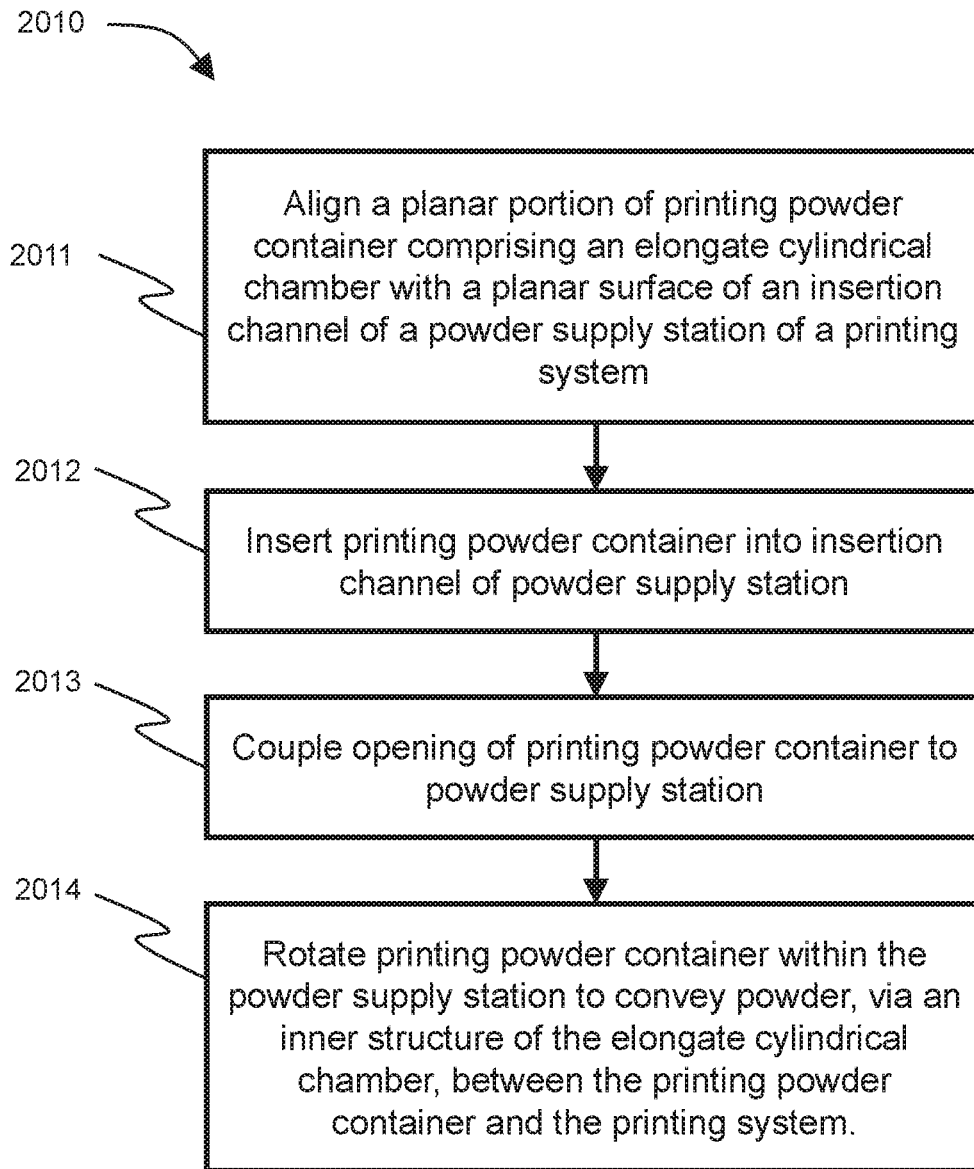 2010
2011
Align a planar portion of printing powder
container comprising an elongate cylindrical
chamber with a planar surface of an insertion
channel of a powder supply station of a printing
system
2012
Insert printing powder container into insertion
channel of powder supply station
2013
Couple opening of printing powder container to
powder supply station
2014
Rotate printing powder container within the
powder supply station to convey powder, via an
inner structure of the elongate cylindrical
chamber, between the printing powder
container and the printing system.